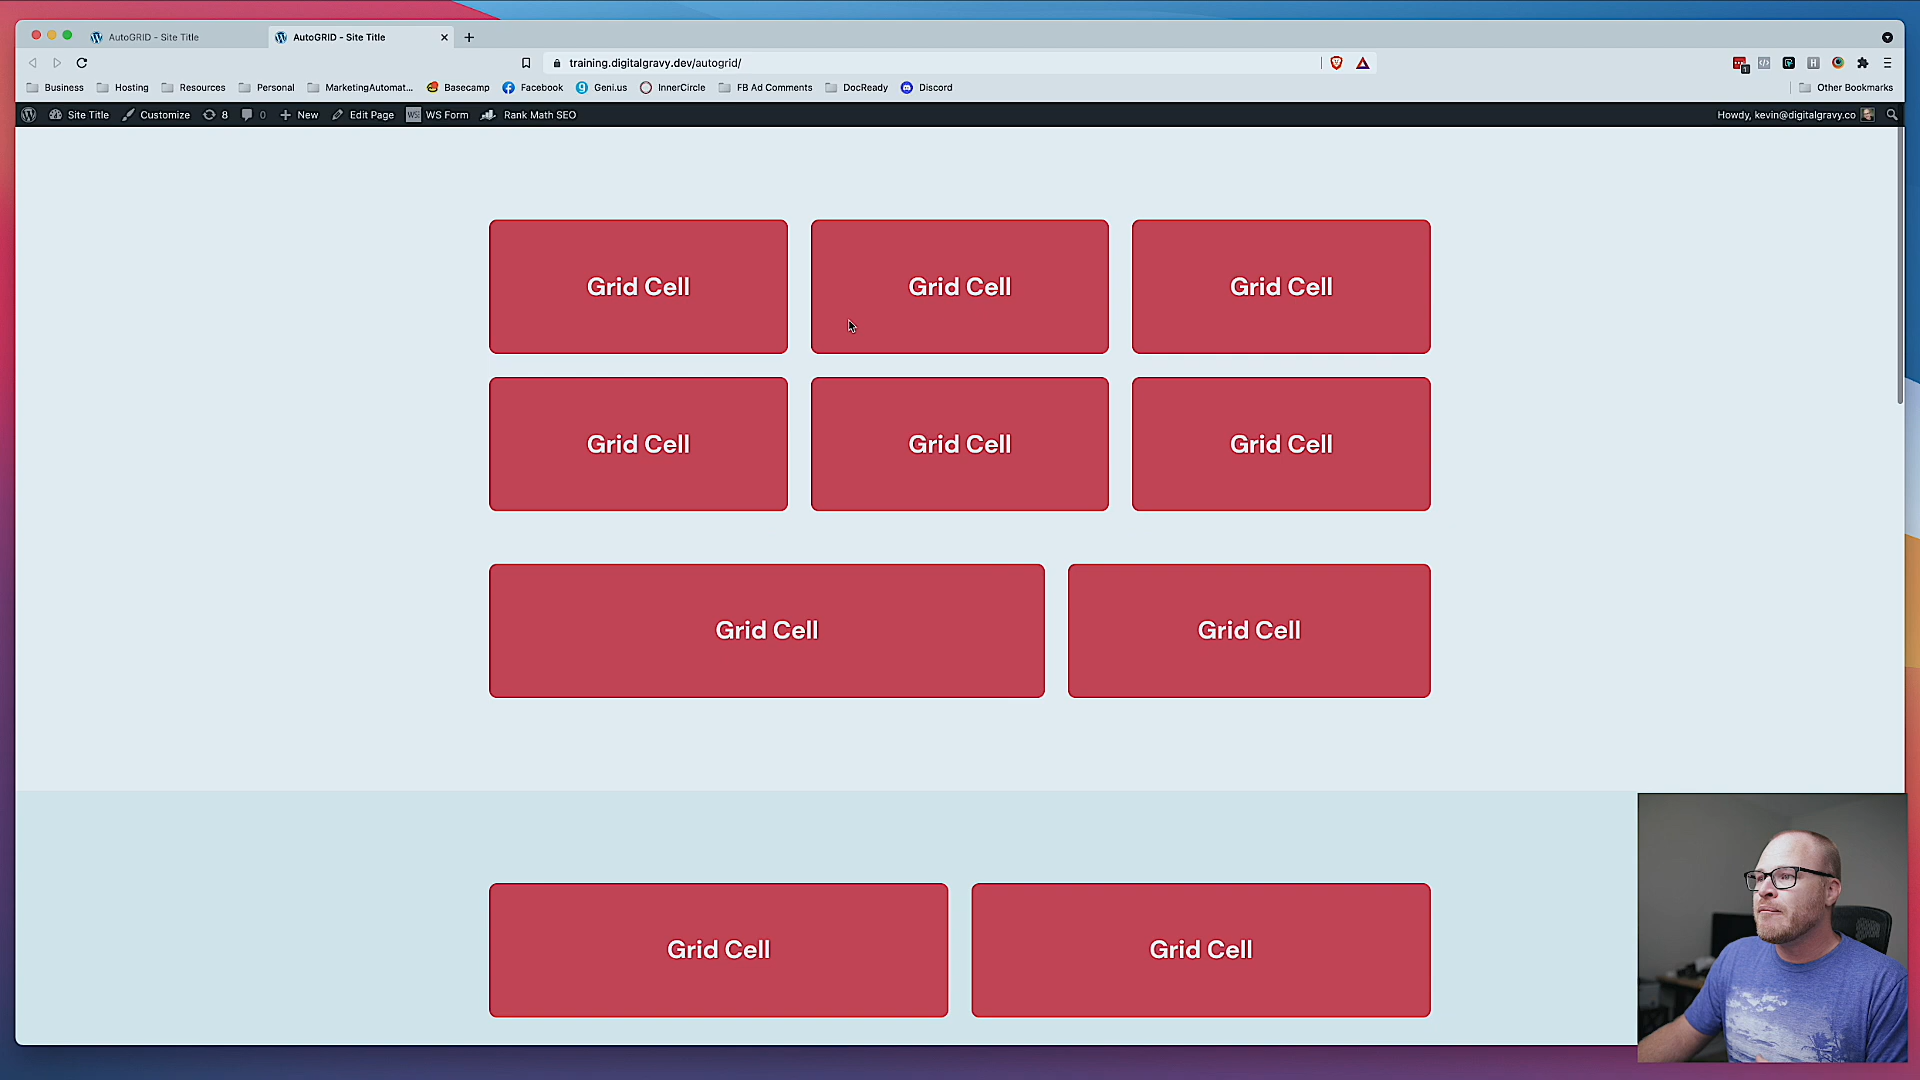 AutoGRID - Site Title
AutoGRID - Site Title
training.digitalgravy.dev/autogrid/
Business Hosting Resources Personal MarketingAutomat... Basecamp Facebook Geni.us InnerCircle FB Ad Comments DocReady Discord Other Bookmarks
Site Title Customize 8 0 New Edit Page WS Form Rank Math SEO Howdy, kevin@digitalgravy.co
Grid Cell Grid Cell Grid Cell
Grid Cell Grid Cell Grid Cell
Grid Cell Grid Cell
Grid Cell Grid Cell